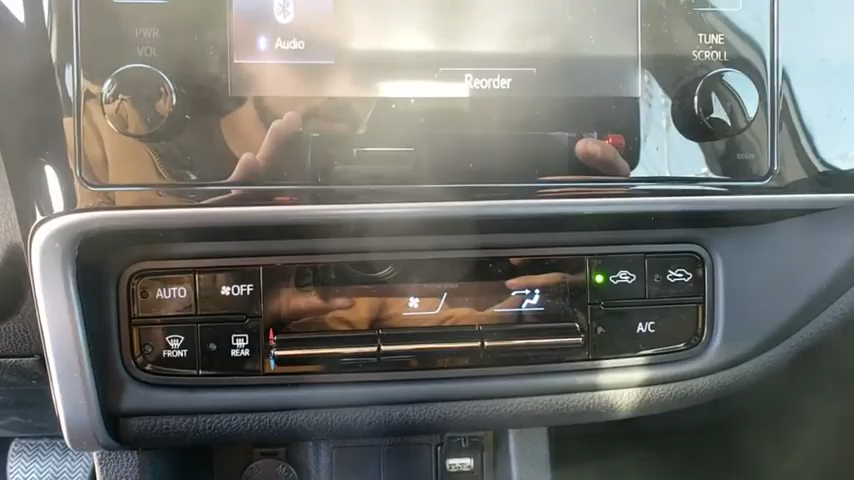 PWR
VOL
Audio
Reorder
TUNE
SCROLL
AUTO
OFF
FRONT
REAR
A/C